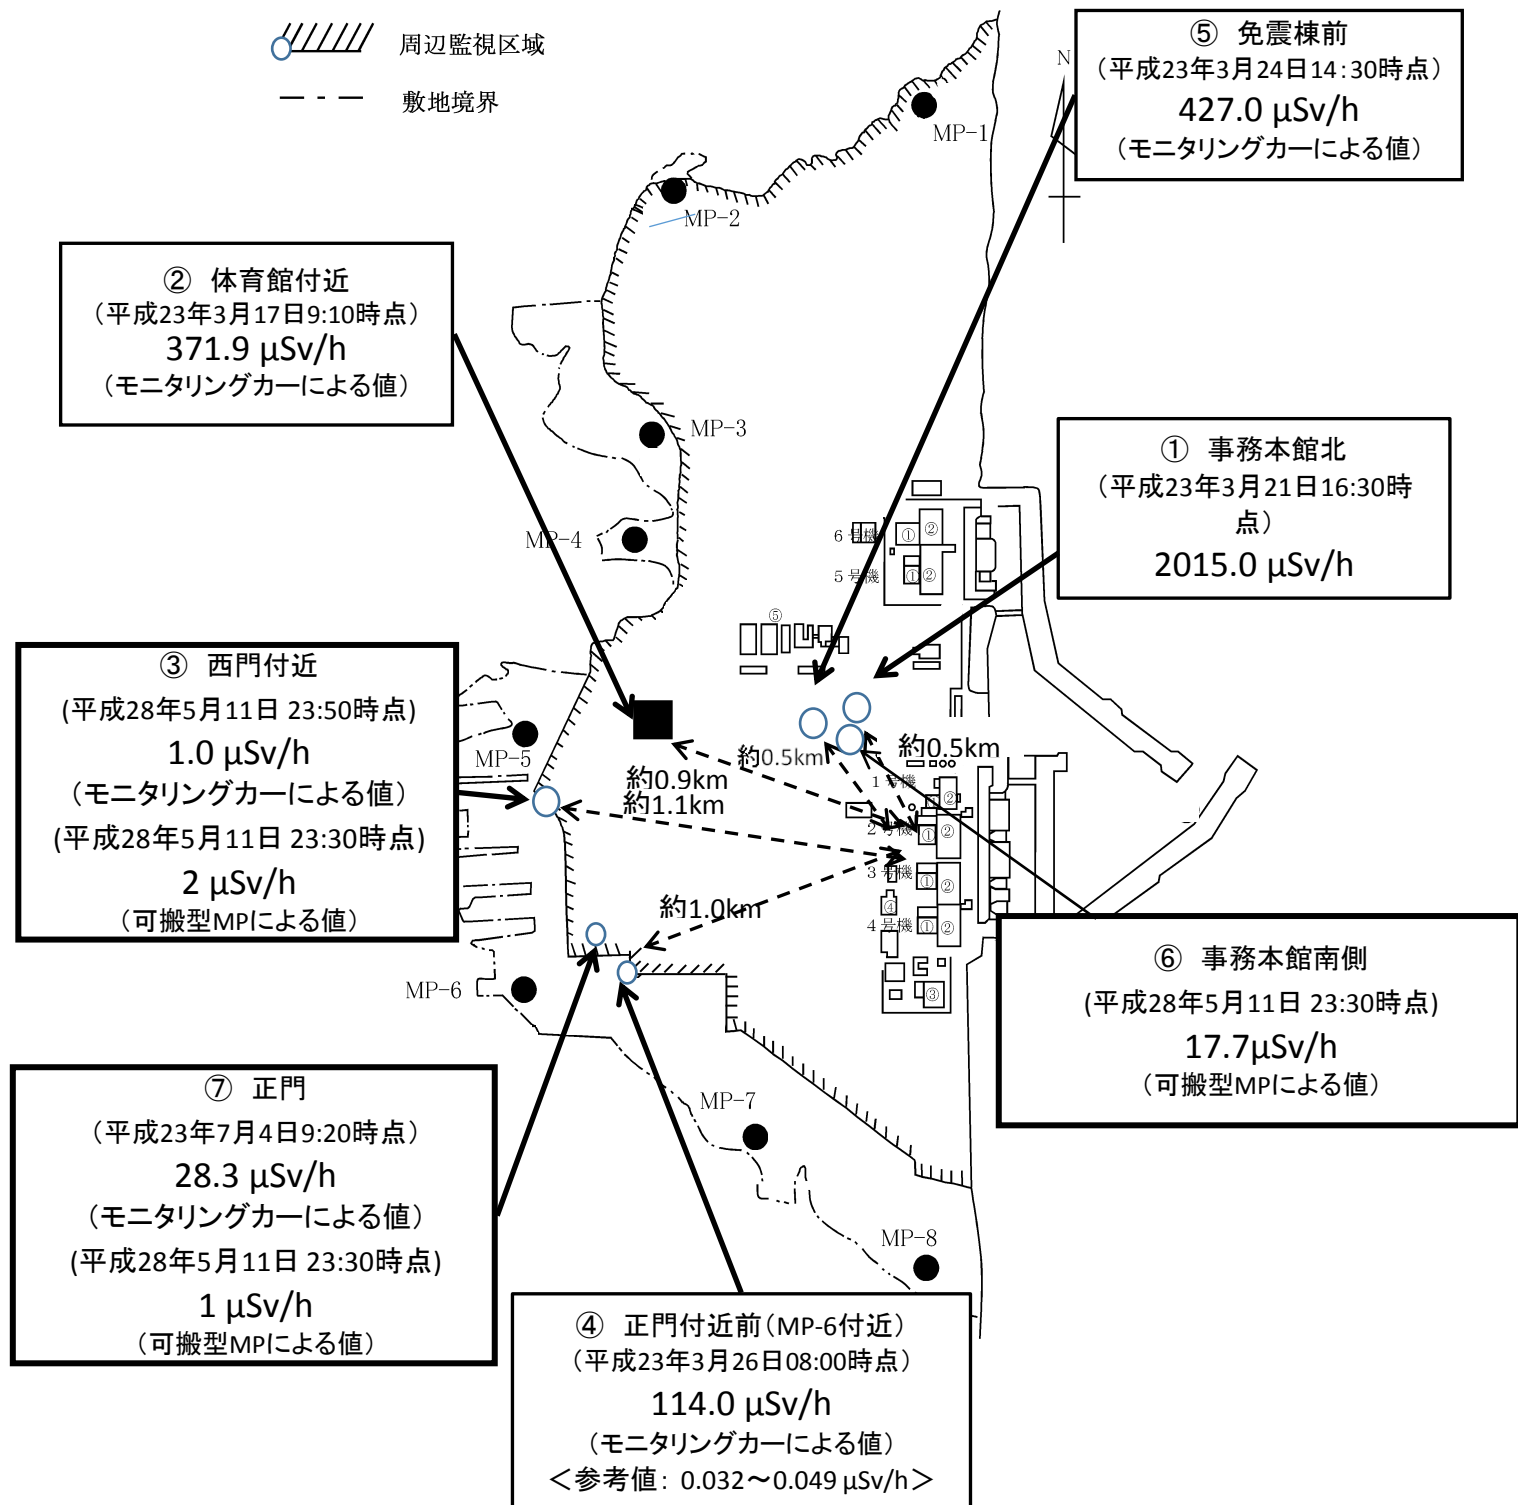 周辺監視区域
敷地境界
⑤ 免震棟前
（平成23年3月24日14:30時点）
427.0 μSv/h
（モニタリングカーによる値）
N
MP-1
MP-2
② 体育館付近
（平成23年3月17日9:10時点）
371.9 μSv/h
（モニタリングカーによる値）
MP-3
① 事務本館北
（平成23年3月21日16:30時
点）
2015.0 μSv/h
MP-4
６号機
①
②
５号機
①
②
⑤
③ 西門付近
(平成28年5月11日 23:50時点)
1.0 μSv/h
（モニタリングカーによる値）
(平成28年5月11日 23:30時点)
2 μSv/h
（可搬型MPによる値）
MP-5
約0.5km
約0.5km
約0.9km
約1.1km
１号機
①
②
２号機
①
②
３号機
①
②
④
４号機
①
②
③
約1.0km
MP-6
⑥ 事務本館南側
(平成28年5月11日 23:30時点)
17.7μSv/h
（可搬型MPによる値）
⑦ 正門
（平成23年7月4日9:20時点）
28.3 μSv/h
（モニタリングカーによる値）
(平成28年5月11日 23:30時点)
1 μSv/h
（可搬型MPによる値）
MP-7
MP-8
④ 正門付近前（MP-6付近）
（平成23年3月26日08:00時点）
114.0 μSv/h
（モニタリングカーによる値）
＜参考値： 0.032～0.049 μSv/h＞